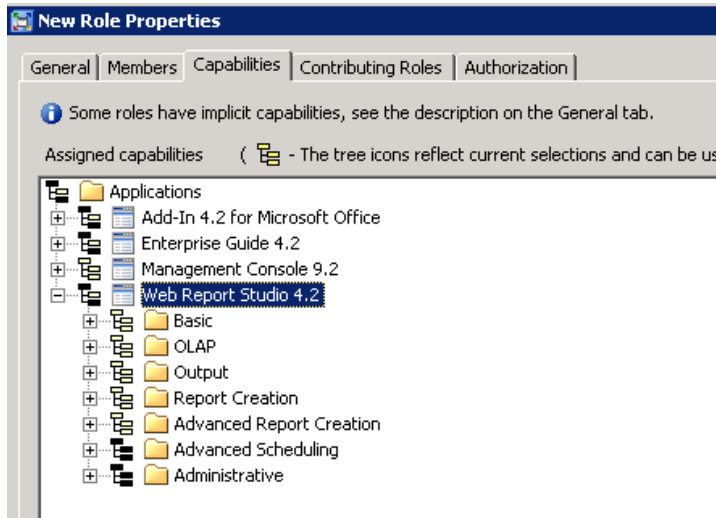 New Role Properties
General Members Capabilities Contributing Roles Authorization
Some roles have implicit capabilities, see the description on the General tab.
Assigned capabilities ( - The tree icons reflect current selections and can be us
Applications
Add-In 4.2 for Microsoft Office
Enterprise Guide 4.2
Management Console 9.2
Web Report Studio 4.2
Basic
OLAP
Output
Report Creation
Advanced Report Creation
Advanced Scheduling
Administrative